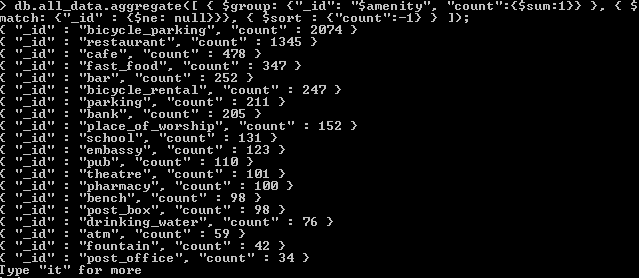 > db.all_data.aggregate([ { $group: {"_id": "$amenity", "count":{$sum:1}} }, { $
match: {"_id" : {$ne: null}}}, { $sort : {"count":-1} } ]);
{ "_id" : "bicycle_parking", "count" : 2074 }
{ "_id" : "restaurant", "count" : 1345 }
{ "_id" : "cafe", "count" : 478 }
{ "_id" : "fast_food", "count" : 347 }
{ "_id" : "bar", "count" : 252 }
{ "_id" : "bicycle_rental", "count" : 247 }
{ "_id" : "parking", "count" : 211 }
{ "_id" : "bank", "count" : 205 }
{ "_id" : "place_of_worship", "count" : 152 }
{ "_id" : "school", "count" : 131 }
{ "_id" : "embassy", "count" : 123 }
{ "_id" : "pub", "count" : 110 }
{ "_id" : "theatre", "count" : 101 }
{ "_id" : "pharmacy", "count" : 100 }
{ "_id" : "bench", "count" : 98 }
{ "_id" : "post_box", "count" : 98 }
{ "_id" : "drinking_water", "count" : 76 }
{ "_id" : "atm", "count" : 59 }
{ "_id" : "fountain", "count" : 42 }
{ "_id" : "post_office", "count" : 34 }
Type "it" for more